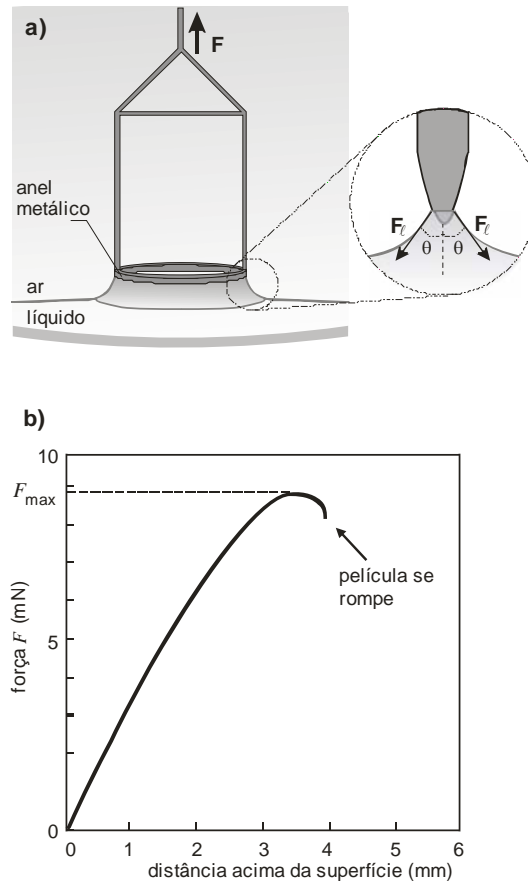 a)
F
anel
metálico
Fℓ
Fℓ
θ
θ
ar
líquido
b)
10
Fmax
película se
rompe
5
força F (mN)
0
0 1 2 3 4 5 6
distância acima da superfície (mm)